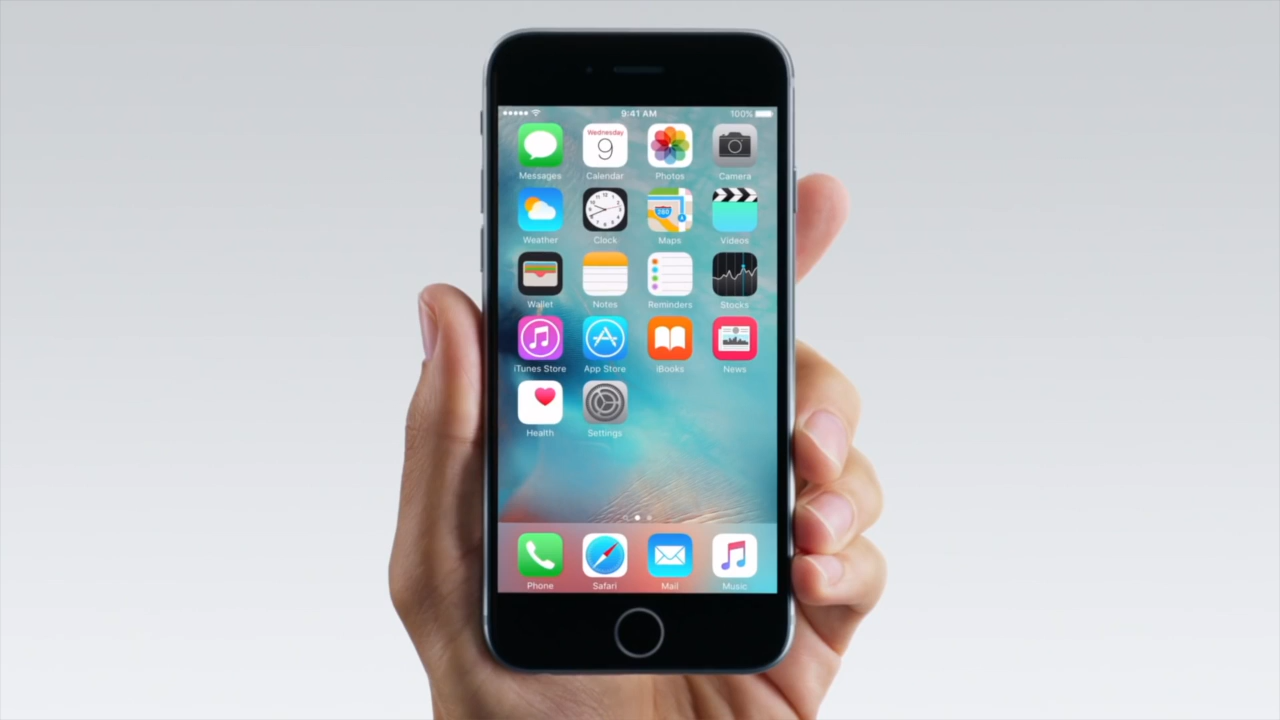 9:41 AM 100%
Wednesday
9
Messages Calendar Photos Camera
280
Weather Clock Maps Videos
Wallet Notes Reminders Stocks
iTunes Store App Store iBooks News
Health Settings
Phone Safari Mail Music